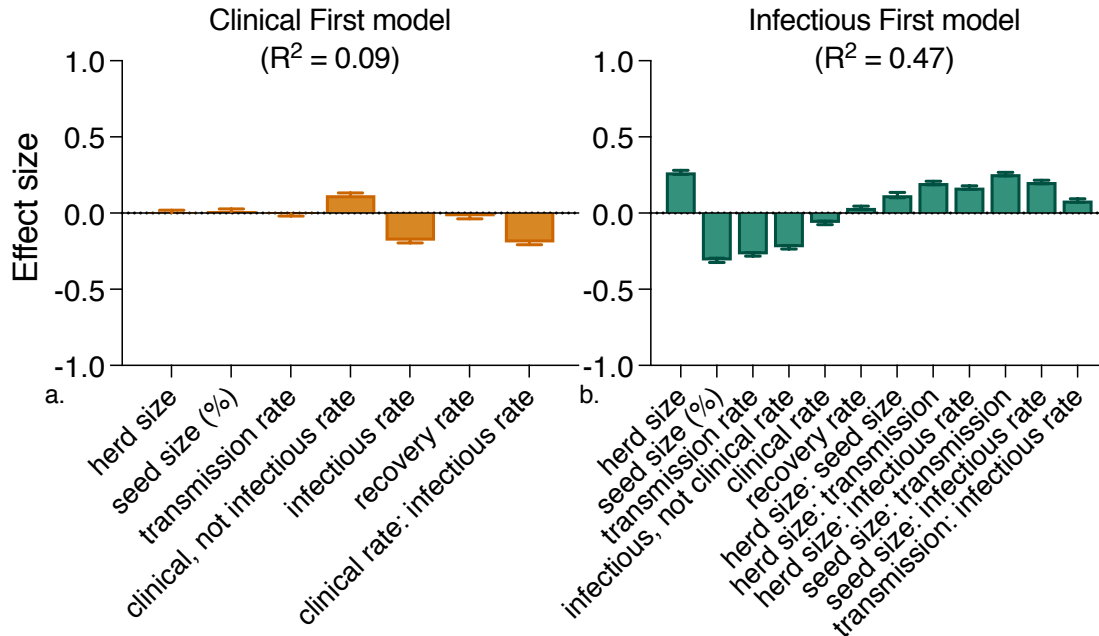 Clinical First model
(R² = 0.09)
Effect size
1.0
0.5
0.0
-0.5
-1.0
a.
herd size
seed size (%)
transmission rate
clinical, not infectious rate
infectious rate
recovery rate
clinical rate: infectious rate
Infectious First model
(R² = 0.47)
1.0
0.5
0.0
-0.5
-1.0
b.
herd size
seed size (%)
transmission rate
infectious, not clinical rate
clinical rate
recovery rate
herd size: seed size
herd size: transmission
herd size: infectious rate
seed size: transmission
seed size: infectious rate
transmission: infectious rate